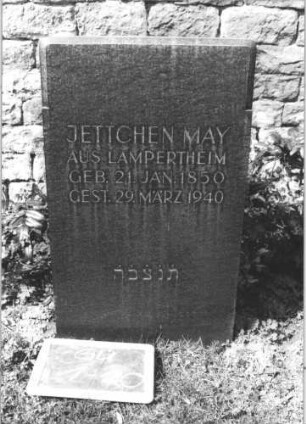 JETTCHEN MAY
AUS LAMPERTHEIM
GEB. 21. JAN. 1850
GEST. 29. MÄRZ 1940
תנצבה